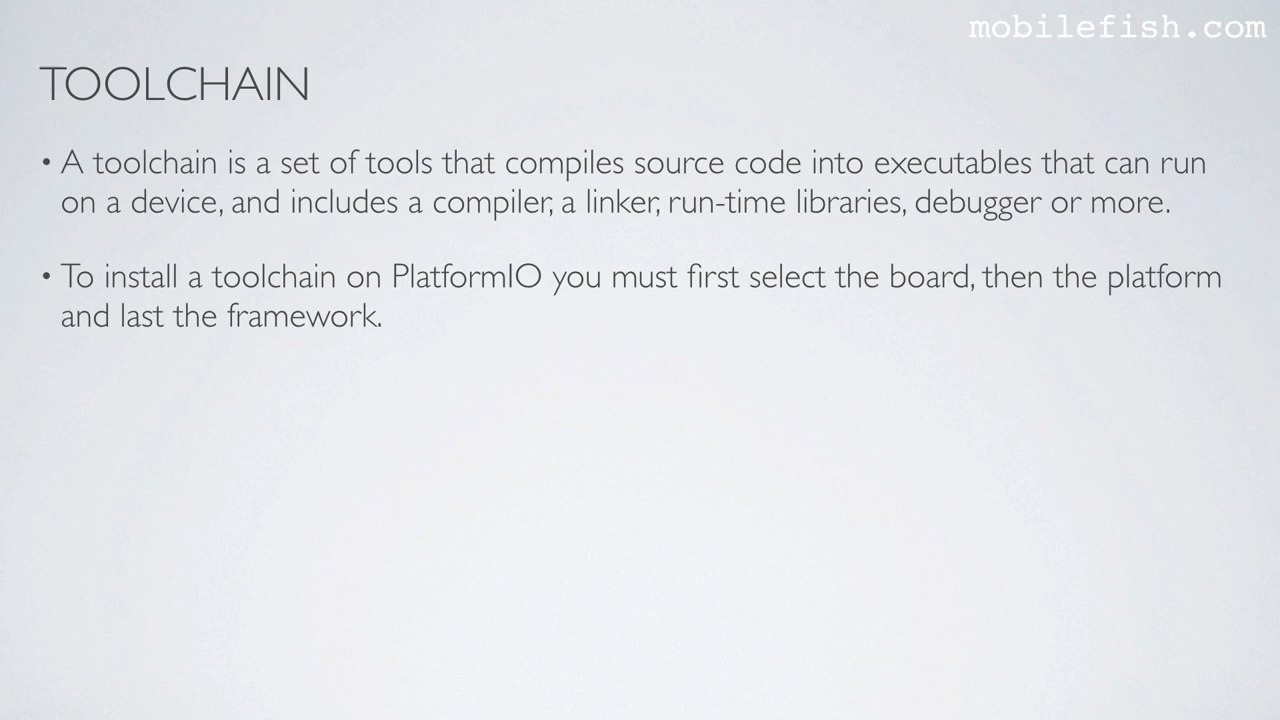 mobilefish.com
TOOLCHAIN
• A toolchain is a set of tools that compiles source code into executables that can run
on a device, and includes a compiler, a linker, run-time libraries, debugger or more.
• To install a toolchain on PlatformIO you must first select the board, then the platform
and last the framework.